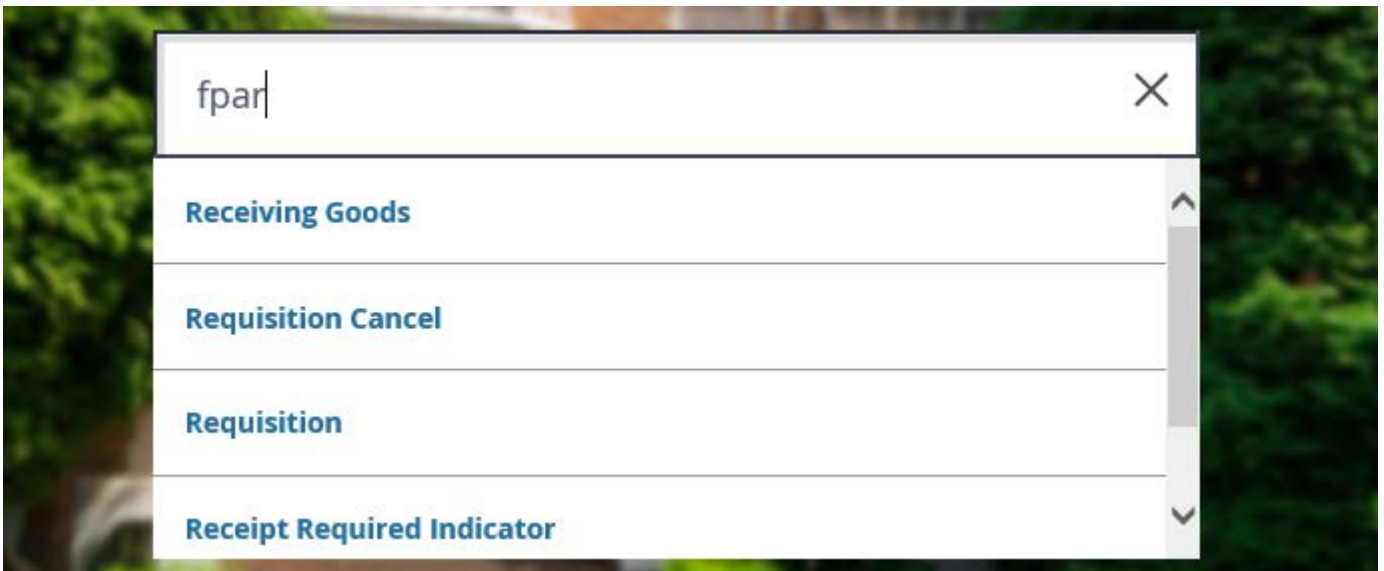 fpar
Receiving Goods
Requisition Cancel
Requisition
Receipt Required Indicator